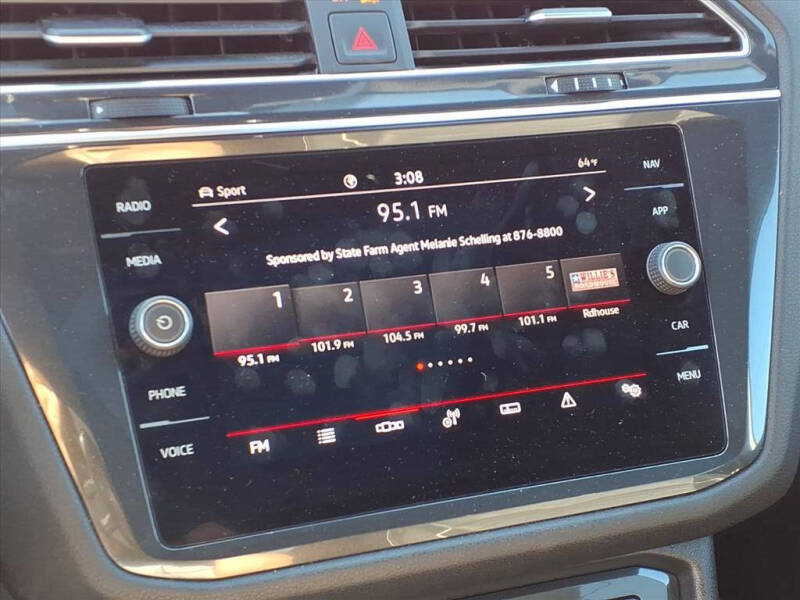 Sport
3:08
64°F
NAV
RADIO
< 95.1 FM >
APP
MEDIA
Sponsored by State Farm Agent Melanie Schelling at 876-8800
1 2 3 4 5
WILLIE'S
ROADHOUSE
95.1 FM 101.9 FM 104.5 FM 99.7 FM 101.1 FM Rdhouse
CAR
PHONE
MENU
FM
VOICE